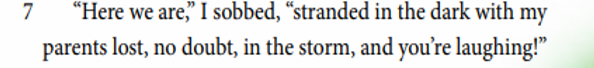 7 “Here we are,” I sobbed, “stranded in the dark with my
parents lost, no doubt, in the storm, and you’re laughing!”